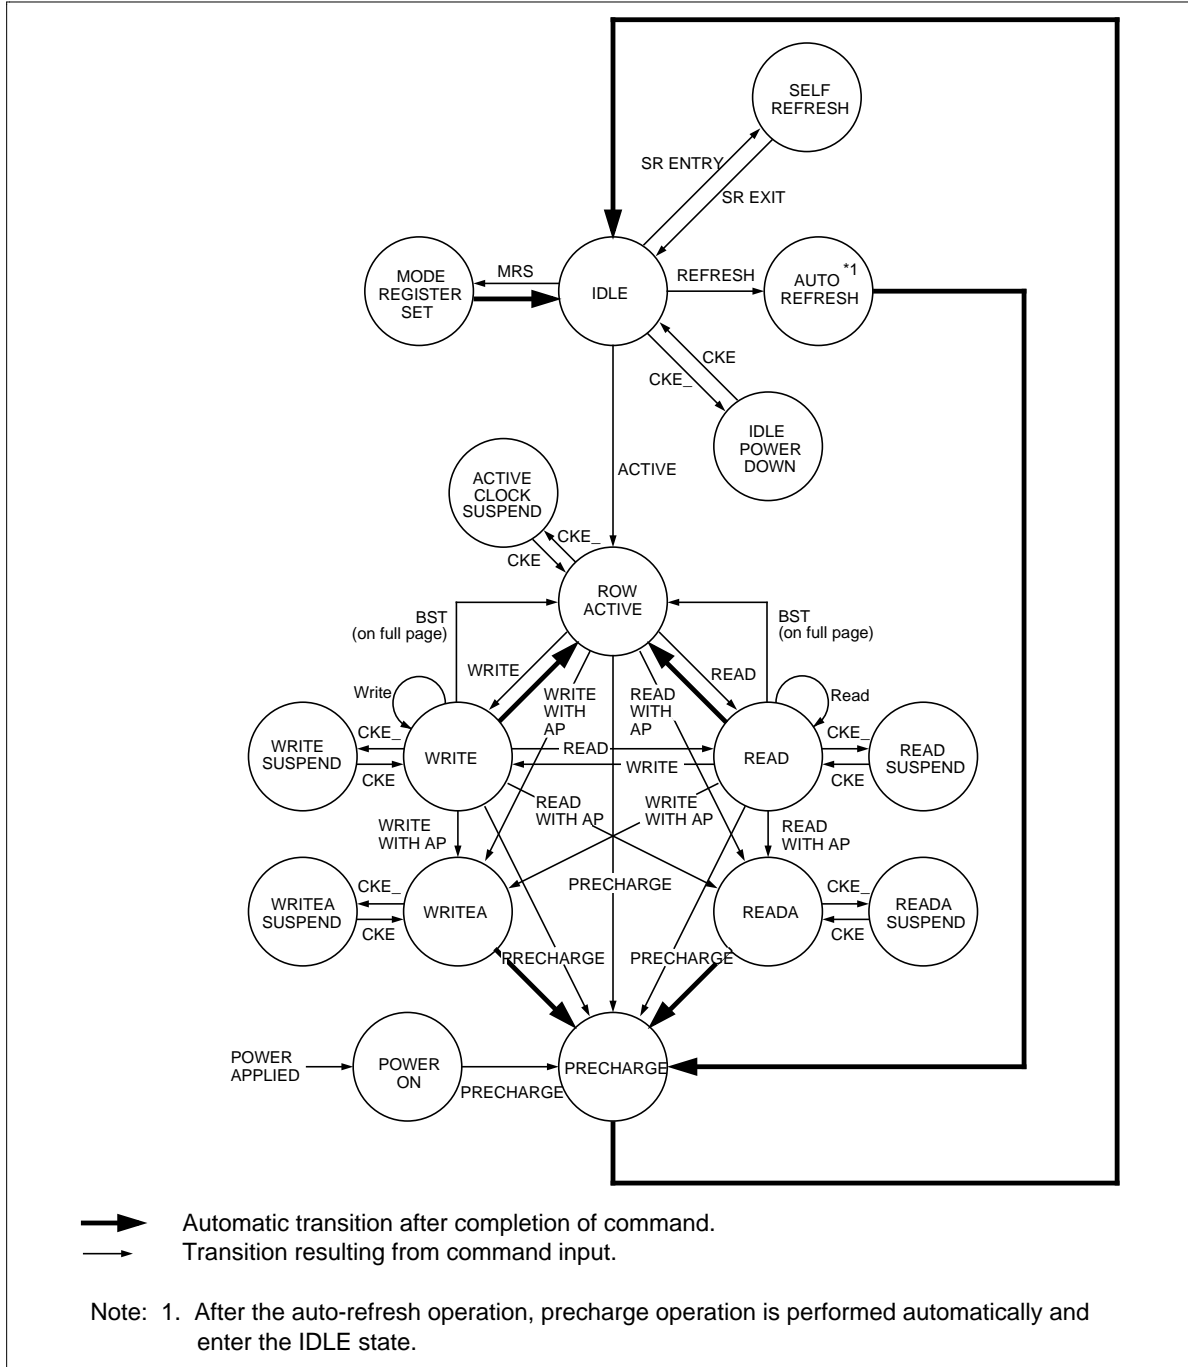 SELF
REFRESH
SR ENTRY
SR EXIT
MODE
REGISTER
SET
MRS
IDLE
REFRESH
AUTO *1
REFRESH
CKE
CKE_
IDLE
POWER
DOWN
ACTIVE
ACTIVE
CLOCK
SUSPEND
CKE_
CKE
ROW
ACTIVE
BST
(on full page)
BST
(on full page)
WRITE
READ
Write
WRITE
WITH
AP
READ
WITH
AP
Read
WRITE
SUSPEND
CKE_
CKE
WRITE
READ
WRITE
READ
CKE_
CKE
READ
SUSPEND
READ
WITH AP
WRITE
WITH AP
WRITE
WITH AP
READ
WITH AP
PRECHARGE
WRITEA
SUSPEND
CKE_
CKE
WRITEA
READA
CKE_
CKE
READA
SUSPEND
PRECHARGE
PRECHARGE
POWER
APPLIED
POWER
ON
PRECHARGE
PRECHARGE
Automatic transition after completion of command.
Transition resulting from command input.
Note: 1. After the auto-refresh operation, precharge operation is performed automatically and
enter the IDLE state.